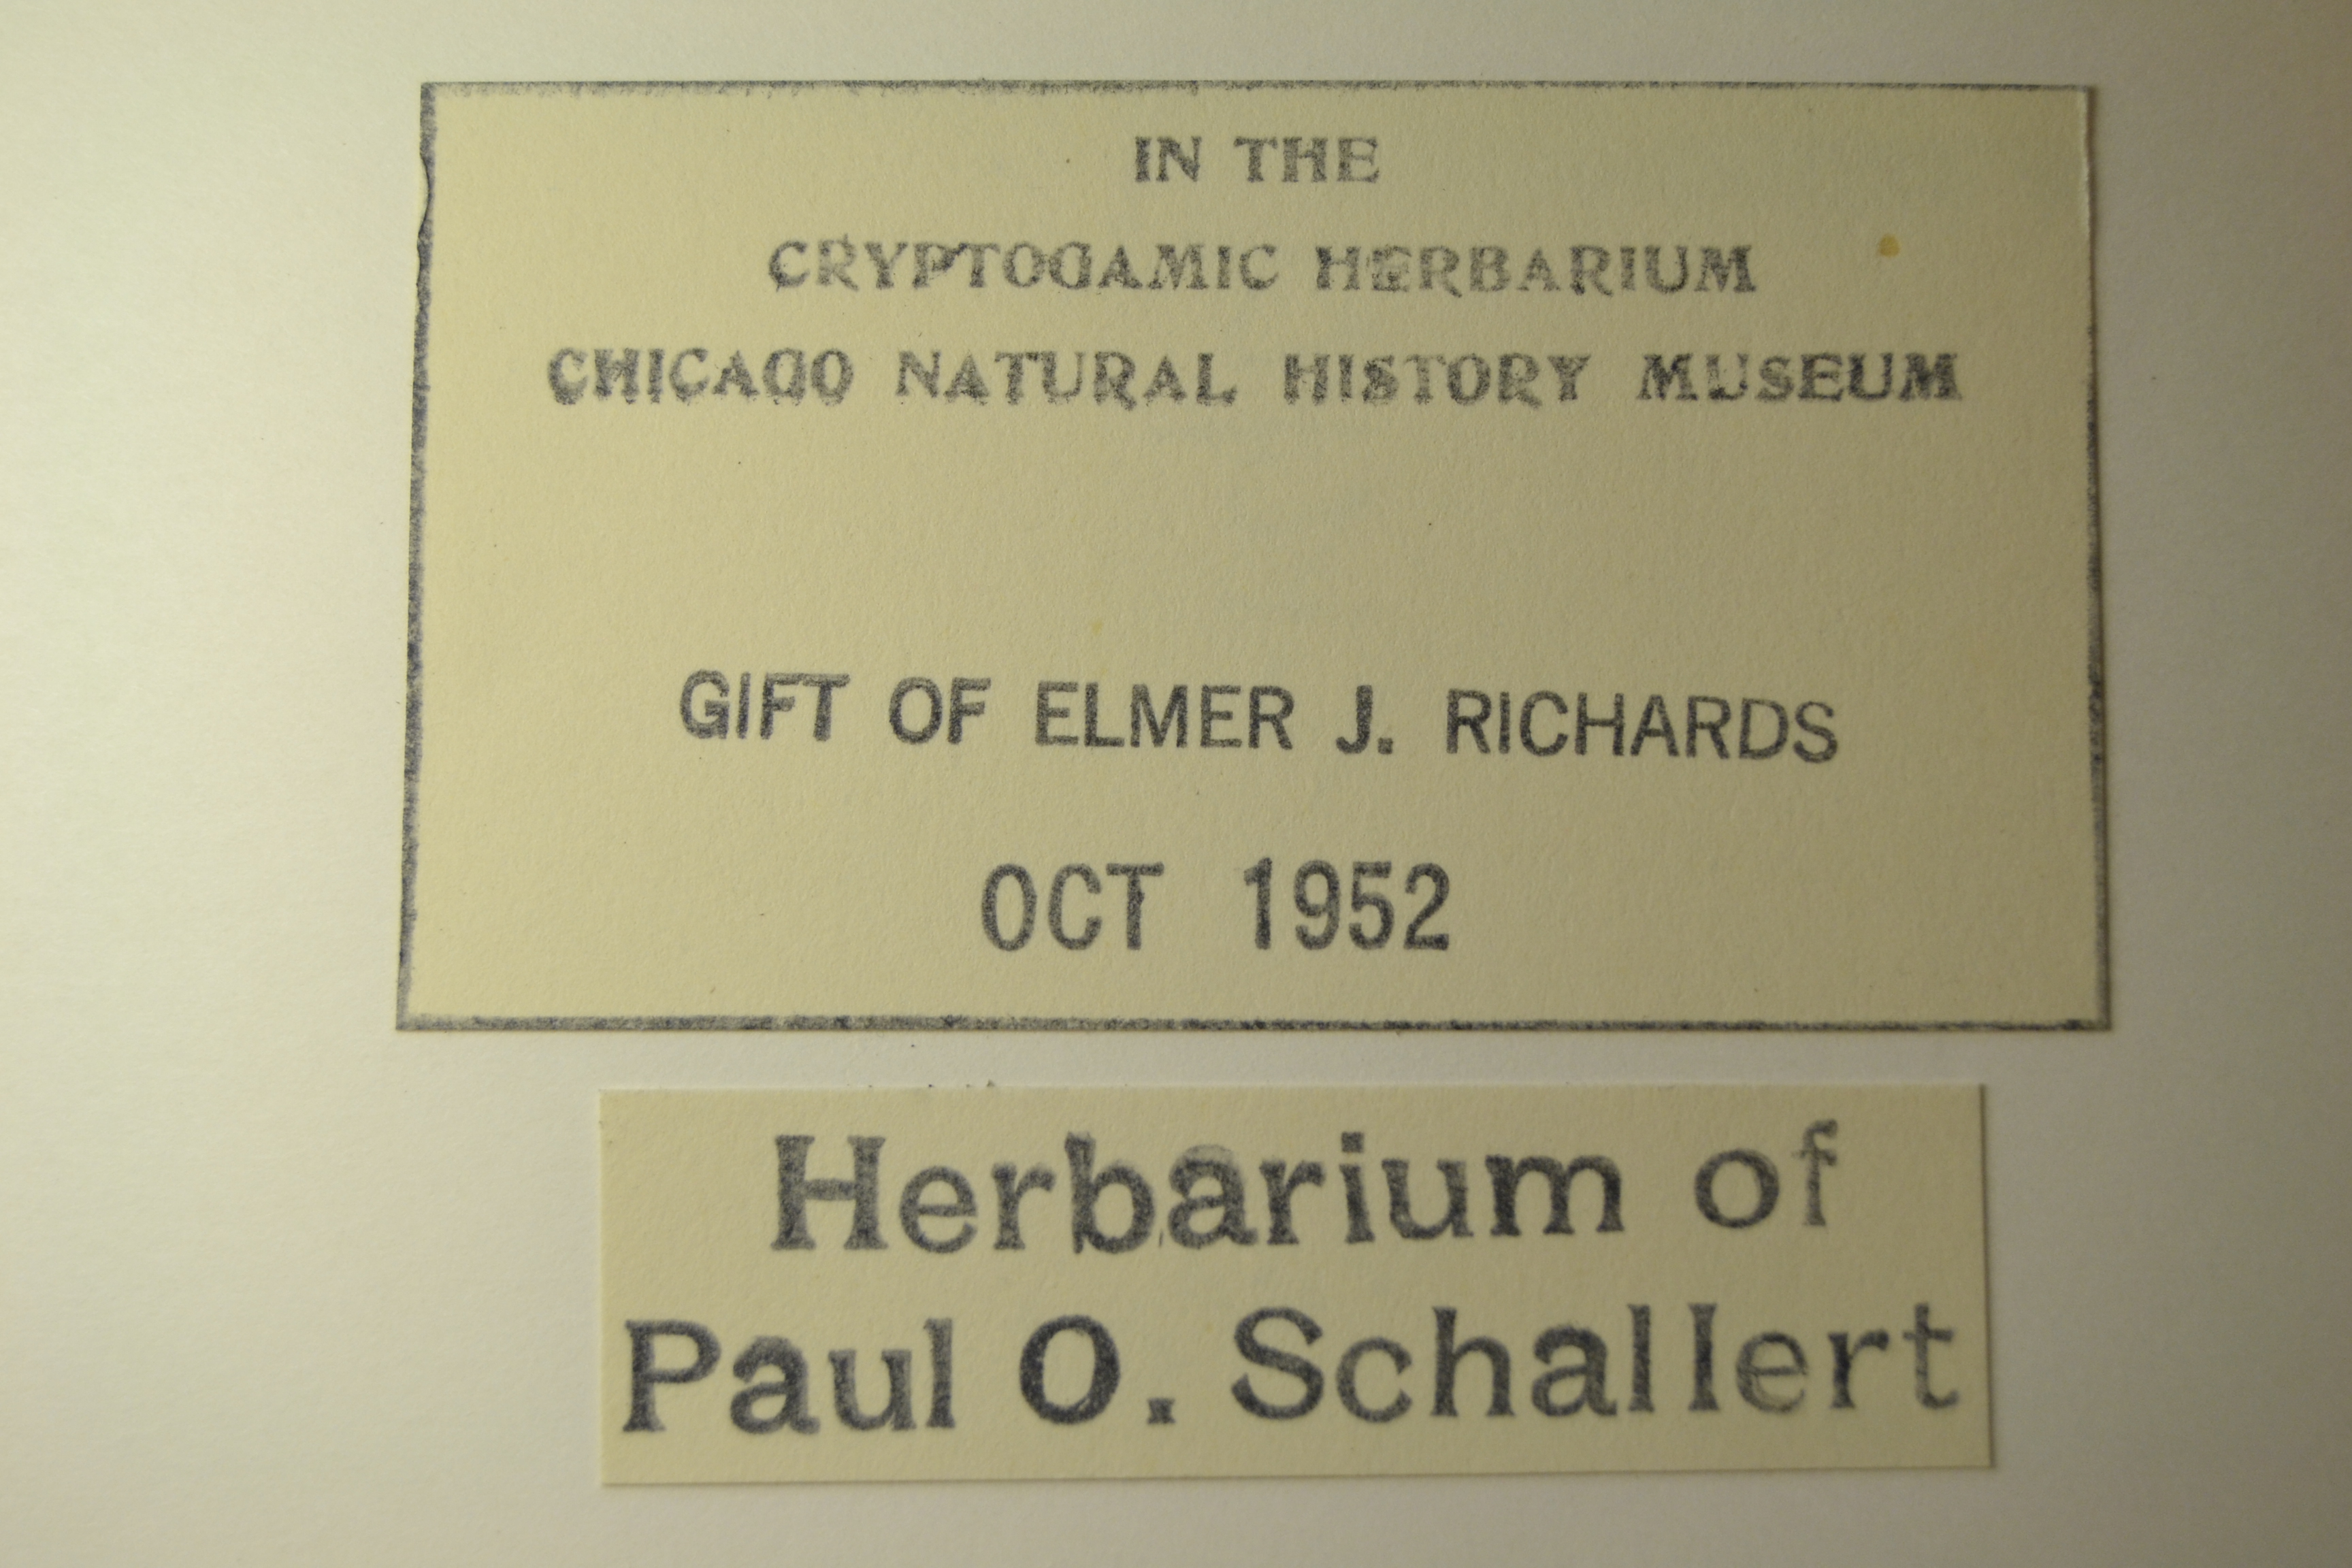 IN THE
CRYPTOGAMIC HERBARIUM
CHICAGO NATURAL HISTORY MUSEUM
GIFT OF ELMER J. RICHARDS
OCT 1952
Herbarium of
Paul O. Schallert